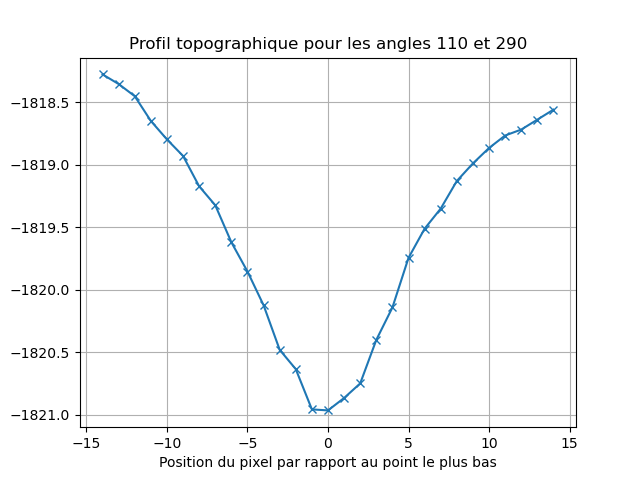 Profil topographique pour les angles 110 et 290
−1818.5
−1819.0
−1819.5
−1820.0
−1820.5
−1821.0
−15 −10 −5 0 5 10 15
Position du pixel par rapport au point le plus bas